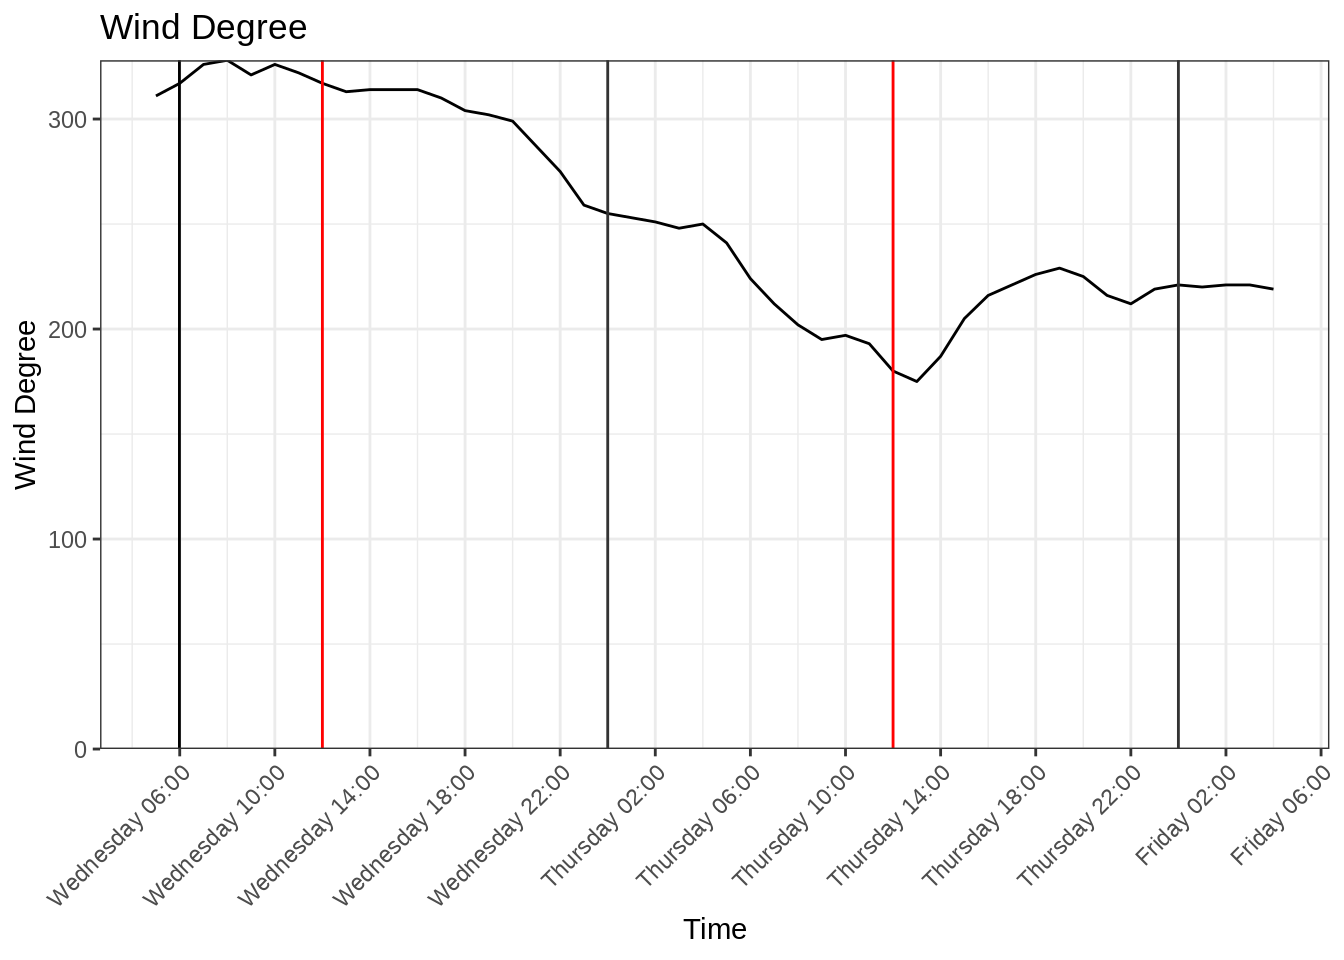 Wind Degree
Wind Degree
300
200
100
0
Wednesday 06:00
Wednesday 10:00
Wednesday 14:00
Wednesday 18:00
Wednesday 22:00
Thursday 02:00
Thursday 06:00
Thursday 10:00
Thursday 14:00
Thursday 18:00
Thursday 22:00
Friday 02:00
Friday 06:00
Time